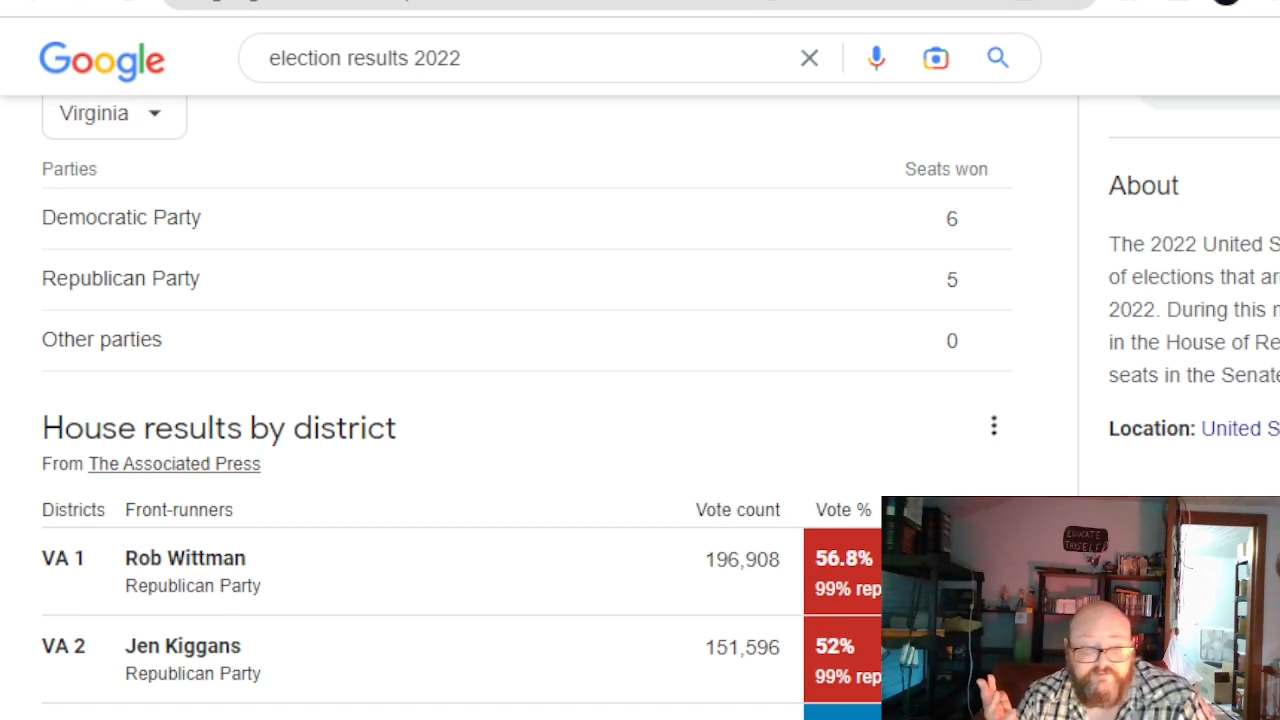 Google
election results 2022
Virginia
Parties
Seats won
Democratic Party
6
Republican Party
5
Other parties
0
House results by district
From The Associated Press
Districts
Front-runners
Vote count
Vote %
VA 1
Rob Wittman
196,908
56.8%
Republican Party
99% rep
VA 2
Jen Kiggans
151,596
52%
Republican Party
99% rep
About
The 2022 United S
of elections that ar
2022. During this
in the House of Re
seats in the Senate
Location: United S
EDUCATE
THYSELF